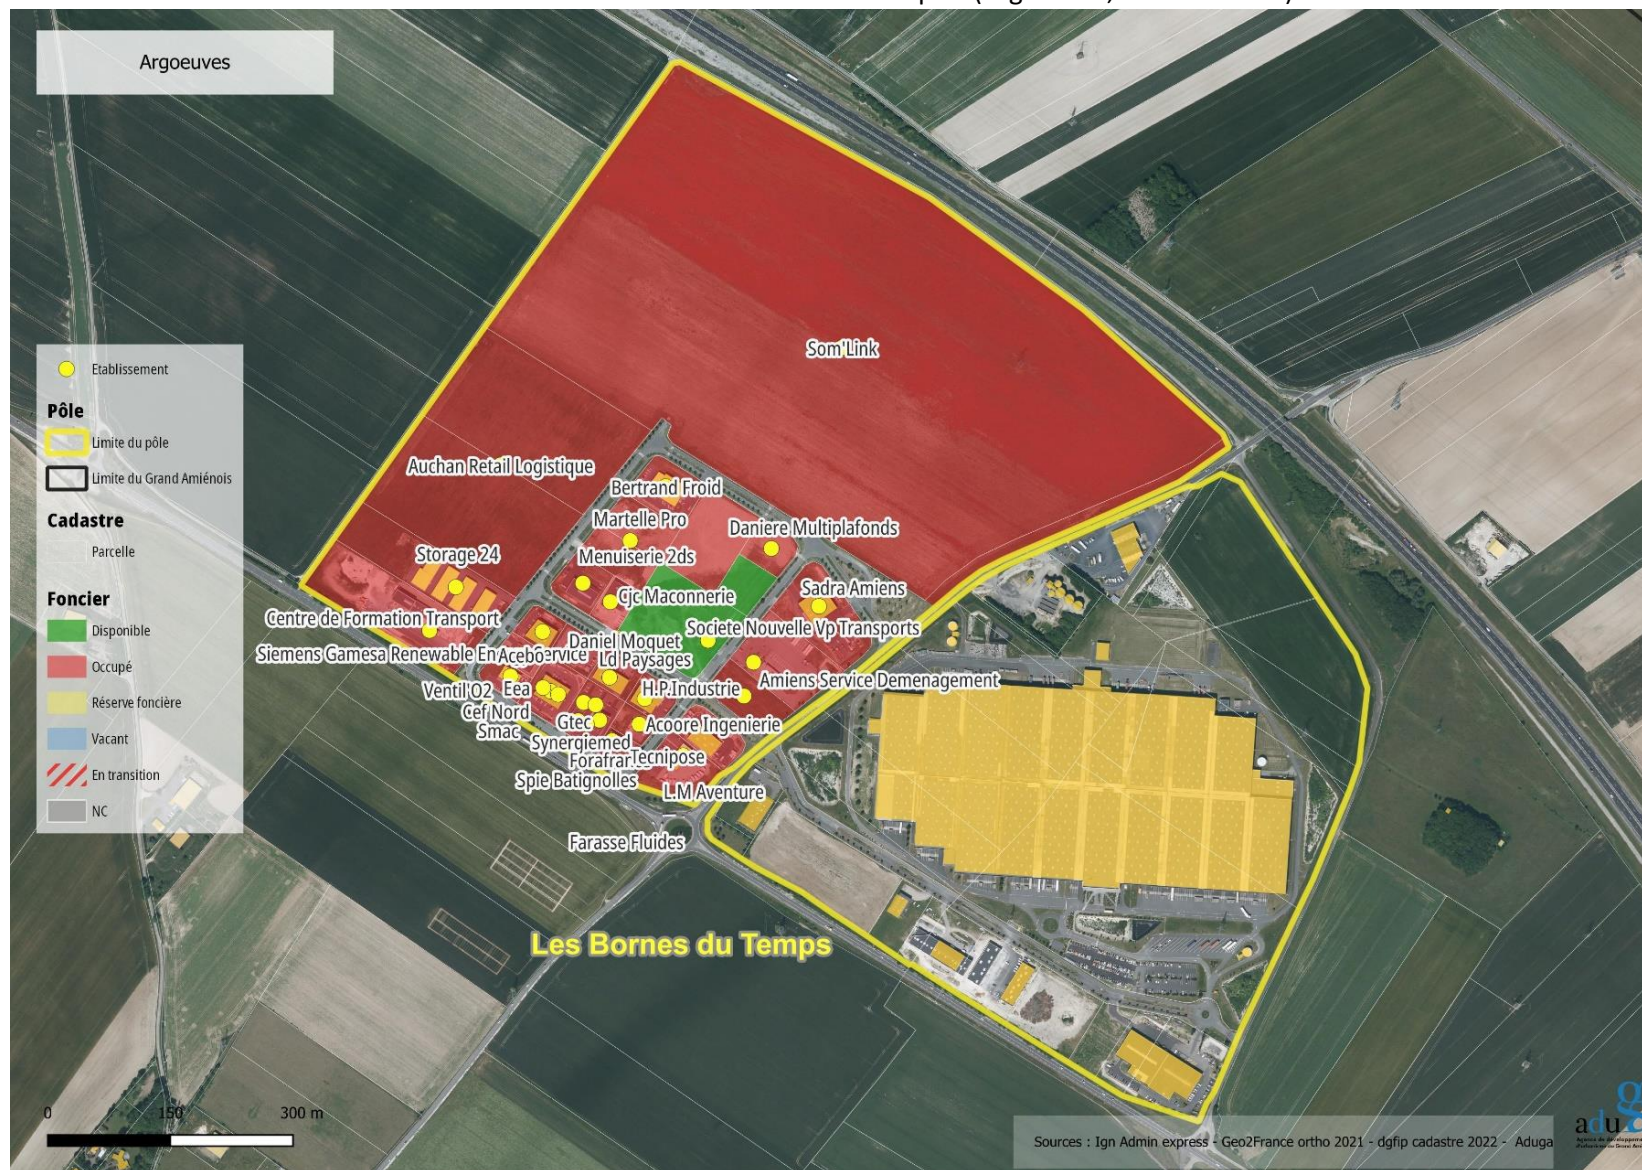 Argoeuves
Som'Link
Etablissement
Pôle
Limite du pôle
Limite du Grand Amiénois
Cadastre
Parcelle
Foncier
Disponible
Occupé
Réserve foncière
Vacant
En transition
NC
Auchan Retail Logistique
Bertrand Froid
Martelle Pro
Daniere Multiplafonds
Storage 24
Menuiserie 2ds
Sadra Amiens
Cjc Maconnerie
Centre de Formation Transport
Societe Nouvelle Vp Transports
Daniel Moquet
Siemens Gamesa Renewable
Ld Paysages
Amiens Service Demenagement
Ventil'O2
Eea
H.P.Industrie
Cef Nord
Gtec
Acoore Ingenierie
Smac
Synergiemed
Tecnipose
Spie Batignolles
L.M Aventure
Farasse Fluides
Les Bornes du Temps
0 150 300 m
Sources : Ign Admin express - Geo2France ortho 2021 - dgfip cadastre 2022 - Aduga